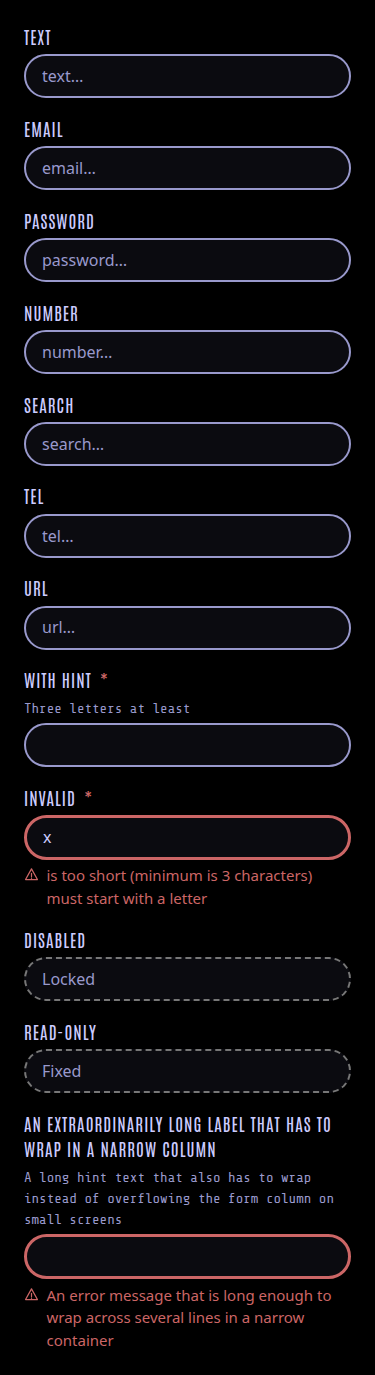 TEXT
text...
EMAIL
email...
PASSWORD
password...
NUMBER
number...
SEARCH
search...
TEL
tel...
URL
url...
WITH HINT *
Three letters at least
INVALID *
x
is too short (minimum is 3 characters)
must start with a letter
DISABLED
Locked
READ-ONLY
Fixed
AN EXTRAORDINARILY LONG LABEL THAT HAS TO
WRAP IN A NARROW COLUMN
A long hint text that also has to wrap
instead of overflowing the form column on
small screens
An error message that is long enough to
wrap across several lines in a narrow
container